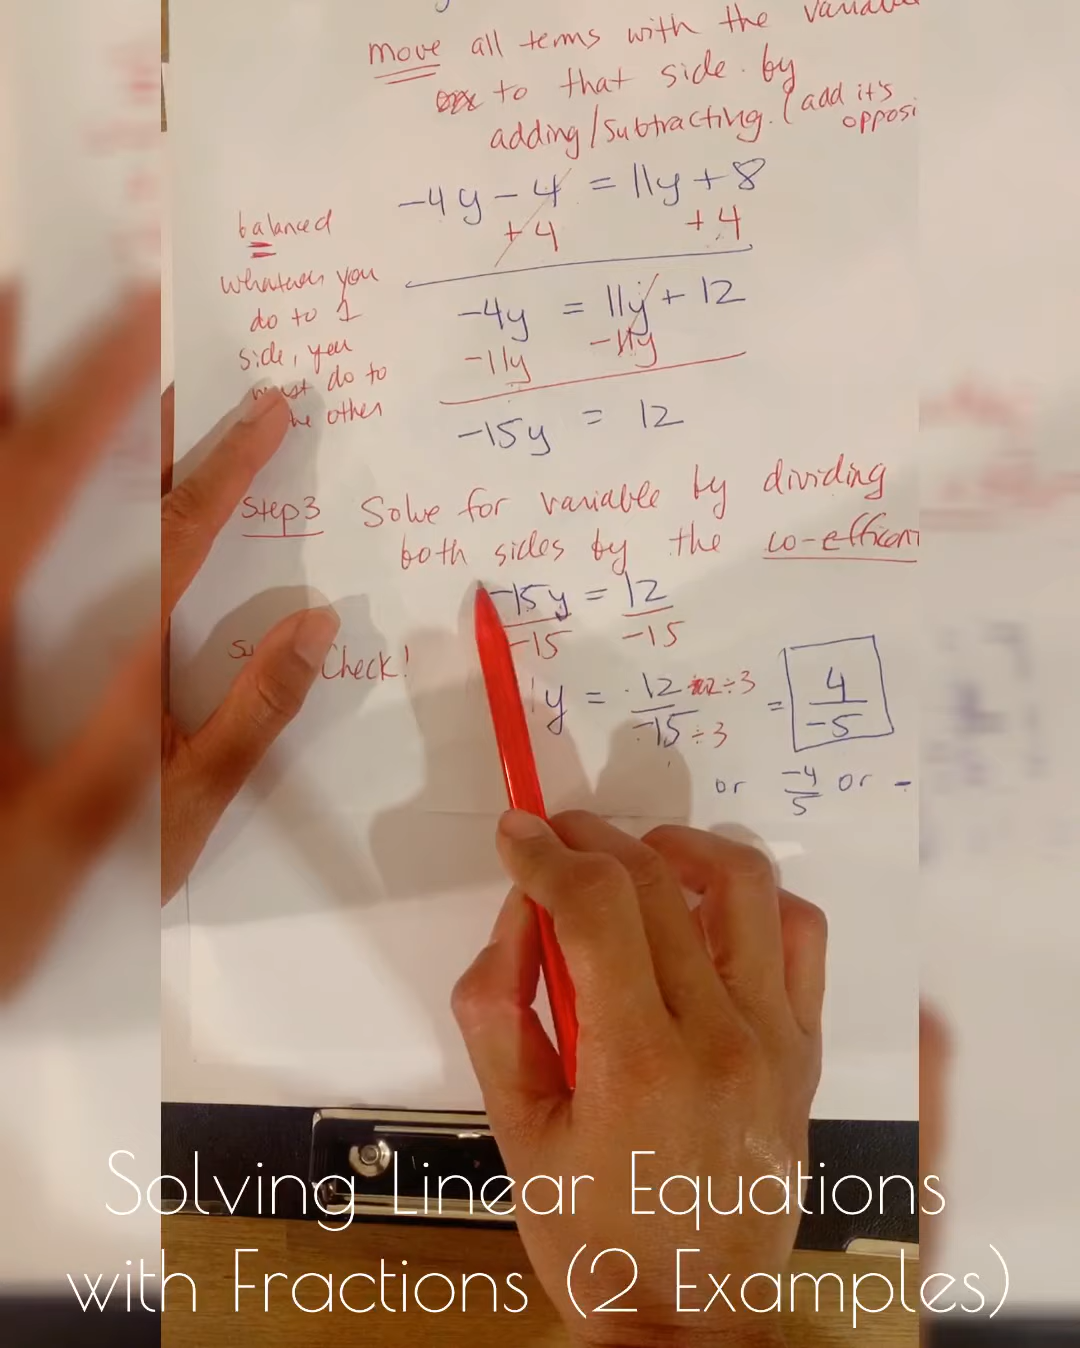 move all terms with the
to that side by
adding/subtracting. (add it's
-4y - 4 = 11y + 8
+ 4 + 4
balanced
whatever you
do to 1
side, you
must do to
the other
-4y = 11y + 12
-11y -11y
-15y = 12
Step 3 Solve for variable by dividing
both sides by the
-15y = 12
-15 -15
Check!
1y = 12 ÷3 = 4
-15 ÷3 -5
or -4 or -
5
Solving Linear Equations
with Fractions (2 Examples)